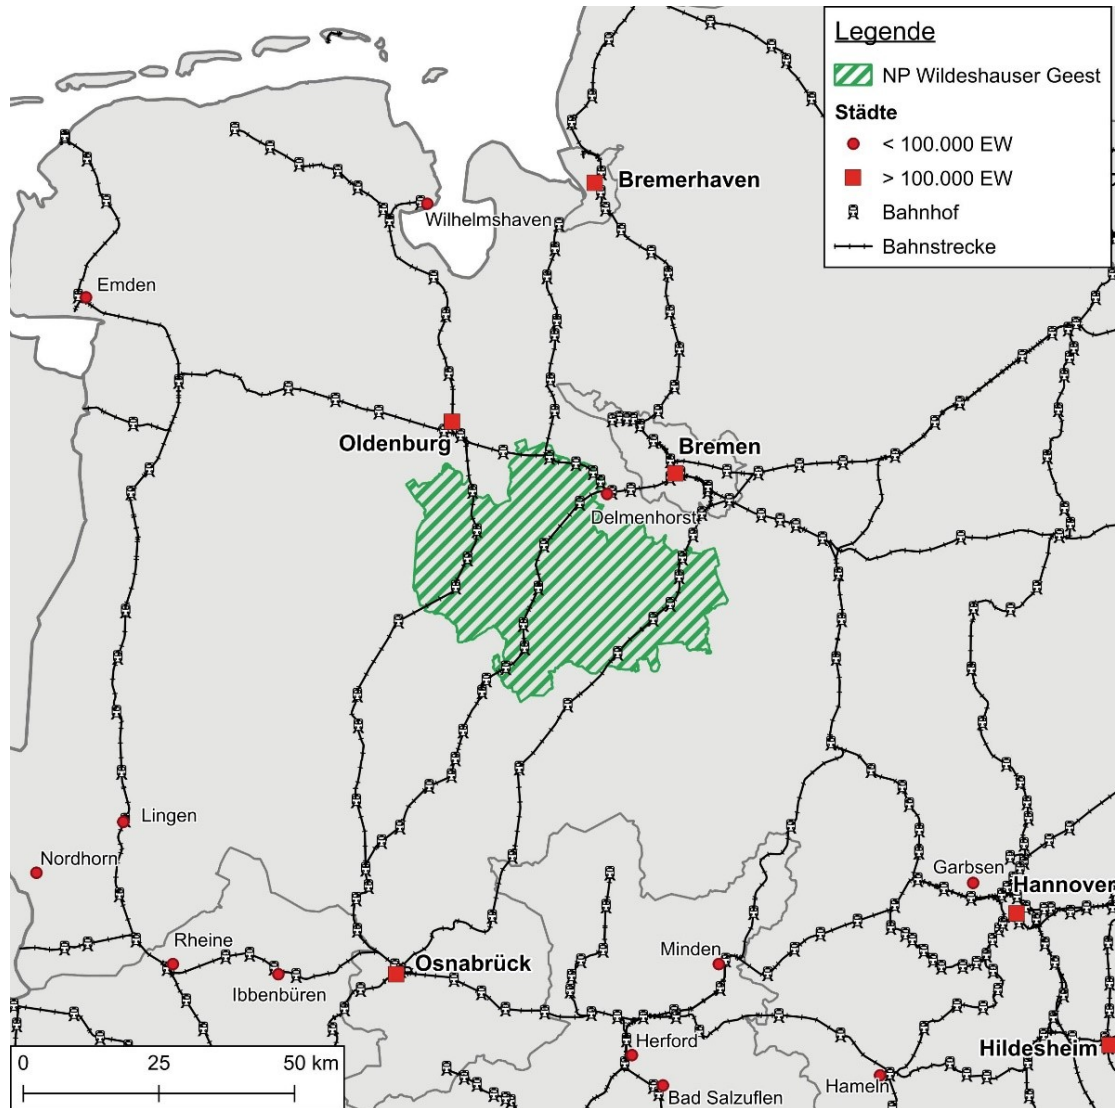 Legende
NP Wildeshauser Geest
Städte
< 100.000 EW
> 100.000 EW
Bahnhof
Bahnstrecke
Bremerhaven
Wilhelmshaven
Emden
Oldenburg
Bremen
Delmenhorst
Lingen
Nordhorn
Garbsen
Hannover
Rheine
Osnabrück
Minden
Ibbenbüren
Herford
Hildesheim
Hameln
Bad Salzuflen
0 25 50 km